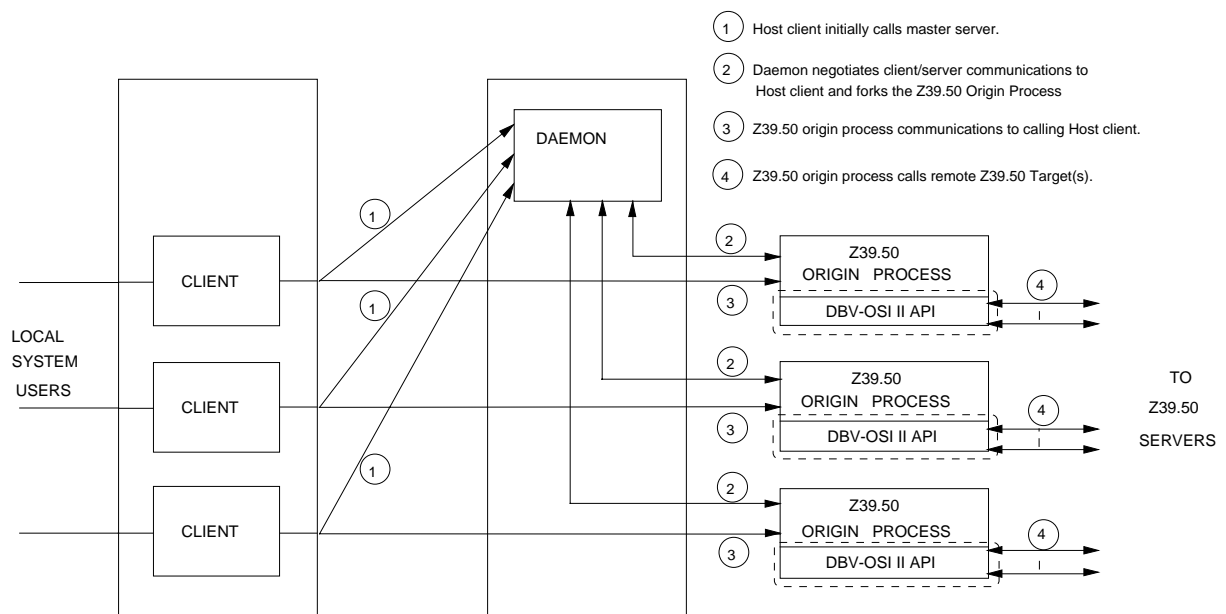 1 Host client initially calls master server.
2 Daemon negotiates client/server communications to
Host client and forks the Z39.50 Origin Process
3 Z39.50 origin process communications to calling Host client.
4 Z39.50 origin process calls remote Z39.50 Target(s).
DAEMON
1
1
1
CLIENT
CLIENT
CLIENT
LOCAL
SYSTEM
USERS
2
Z39.50
ORIGIN PROCESS
3
DBV-OSI II API
4
2
Z39.50
ORIGIN PROCESS
3
DBV-OSI II API
4
2
Z39.50
ORIGIN PROCESS
3
DBV-OSI II API
4
TO
Z39.50
SERVERS